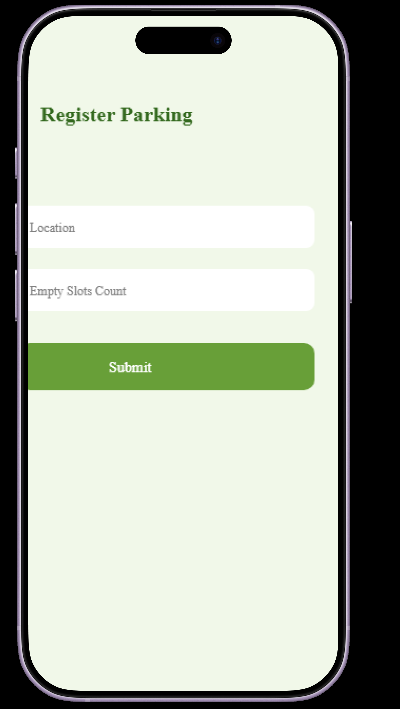 Register Parking
Location
Empty Slots Count
Submit